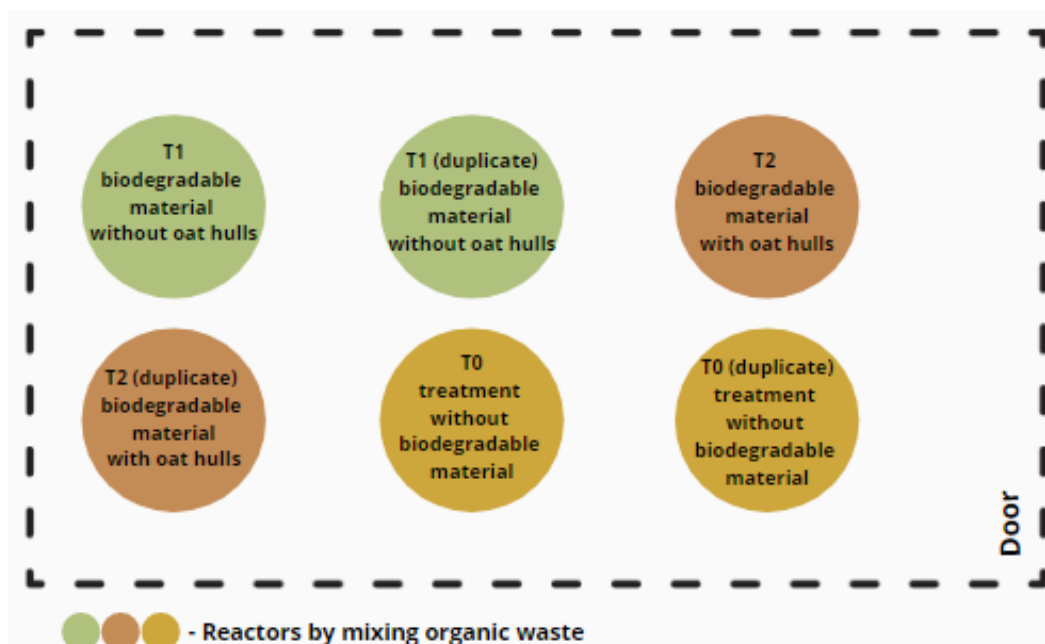 T1
biodegradable
material
without oat hulls
T1 (duplicate)
biodegradable
material
without oat hulls
T2
biodegradable
material
with oat hulls
T2 (duplicate)
biodegradable
material
with oat hulls
T0
treatment
without
biodegradable
material
T0 (duplicate)
treatment
without
biodegradable
material
Door
- Reactors by mixing organic waste